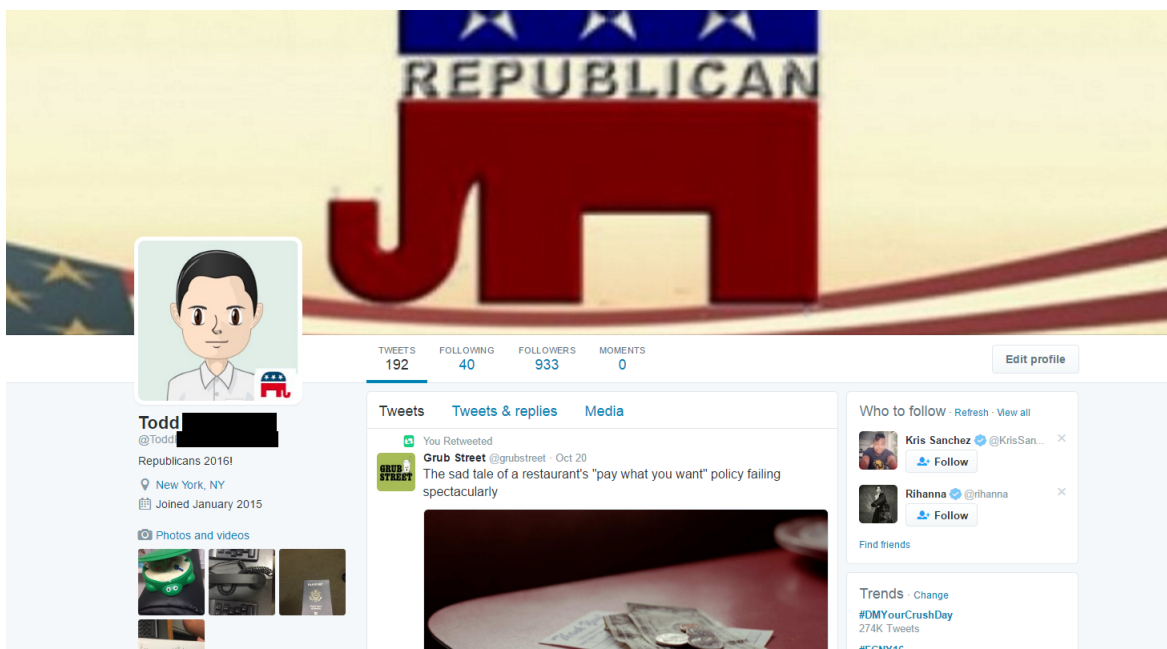 REPUBLICAN
TWEETS FOLLOWING FOLLOWERS MOMENTS
192 40 933 0
Edit profile
Todd
@Todd
Republicans 2016!
New York, NY
Joined January 2015
Photos and videos
Tweets Tweets & replies Media
You Retweeted
GRUB STREET
Grub Street @grubstreet · Oct 20
The sad tale of a restaurant's "pay what you want" policy failing
spectacularly
Who to follow · Refresh · View all
Kris Sanchez @KrisSan...
Follow
Rihanna @rihanna
Follow
Find friends
Trends · Change
#DMYourCrushDay
274K Tweets